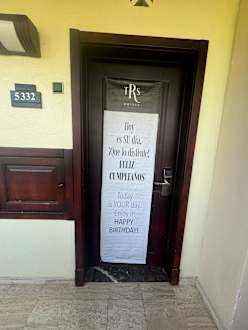 TRS
HOTELS
5332
Hoy
es SU día,
¡Que lo disfrute!
¡FELIZ
CUMPLEAÑOS!
Today
is YOUR day,
Enjoy it!
HAPPY
BIRTHDAY!